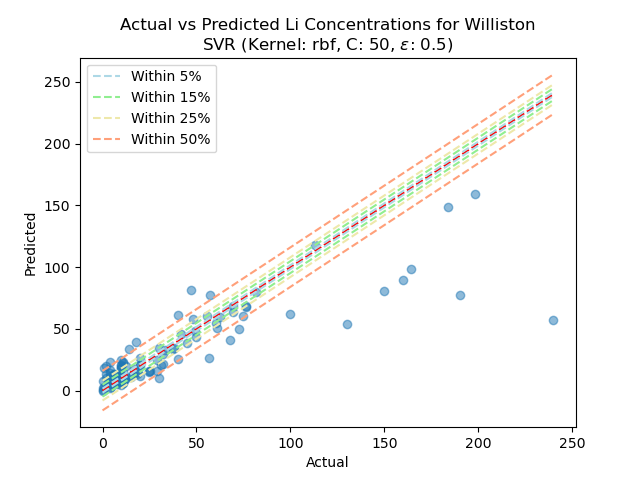 Actual vs Predicted Li Concentrations for Williston
SVR (Kernel: rbf, C: 50, ε: 0.5)
Within 5%
Within 15%
Within 25%
Within 50%
Predicted
250
200
150
100
50
0
0 50 100 150 200 250
Actual